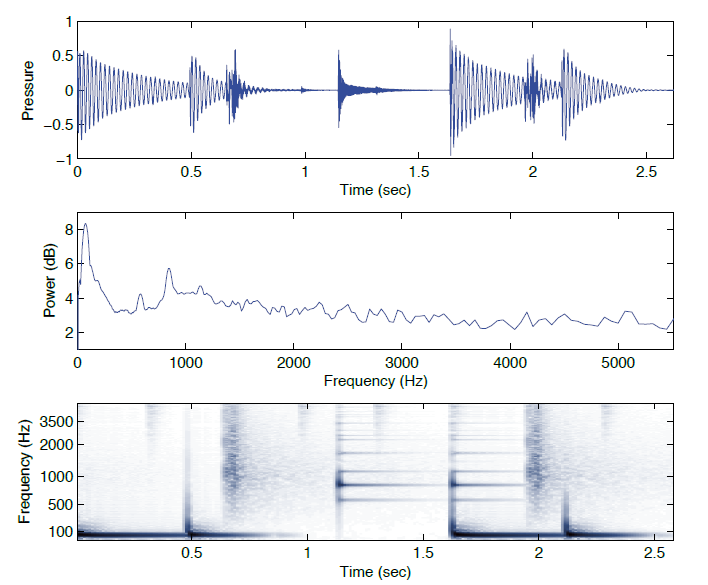 1
0.5
0
−0.5
−1
Pressure
0 0.5 1 1.5 2 2.5
Time (sec)
8
6
4
2
Power (dB)
0 1000 2000 3000 4000 5000
Frequency (Hz)
3500
2000
1000
500
100
Frequency (Hz)
0.5 1 1.5 2 2.5
Time (sec)